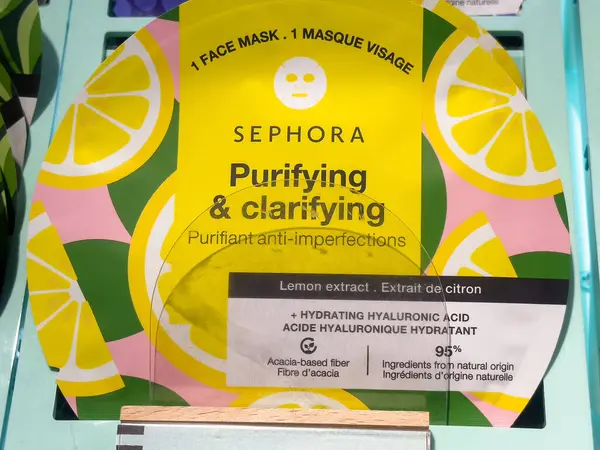 1 FACE MASK . 1 MASQUE VISAGE
SEPHORA
Purifying
& clarifying
Purifiant anti-imperfections
Lemon extract . Extrait de citron
+ HYDRATING HYALURONIC ACID
ACIDE HYALURONIQUE HYDRATANT
Acacia-based fiber
Fibre d'acacia
95%
Ingredients from natural origin
Ingrédients d'origine naturelle